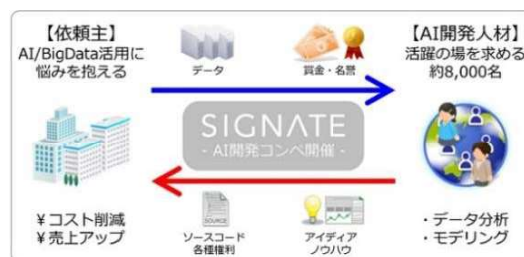 【依頼主】
AI/BigData活用に
悩みを抱える
データ
賞金・名誉
【AI開発人材】
活躍の場を求める
約8,000名
SIGNATE
- AI開発コンペ開催 -
¥ コスト削減
¥ 売上アップ
SOURCE
ソースコード
各種権利
アイディア
ノウハウ
・データ分析
・モデリング